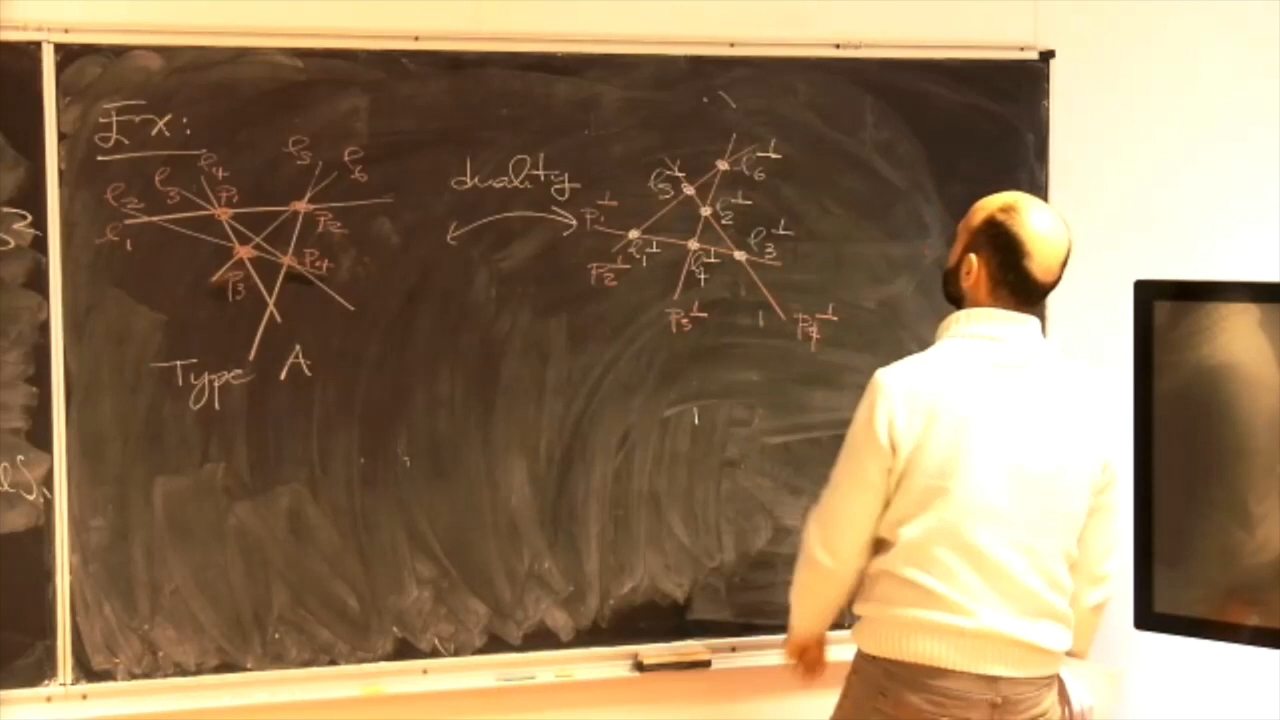 Ex:
ℓ₄
ℓ₅
ℓ₆
ℓ₂
ℓ₃
P₁
P₂
ℓ₁
P₃
P₄
Type A
duality
ℓ₆^⊥
ℓ₅^⊥
P₁^⊥
ℓ₂^⊥
ℓ₁^⊥
ℓ₃^⊥
P₂^⊥
ℓ₄^⊥
P₃^⊥
P₄^⊥